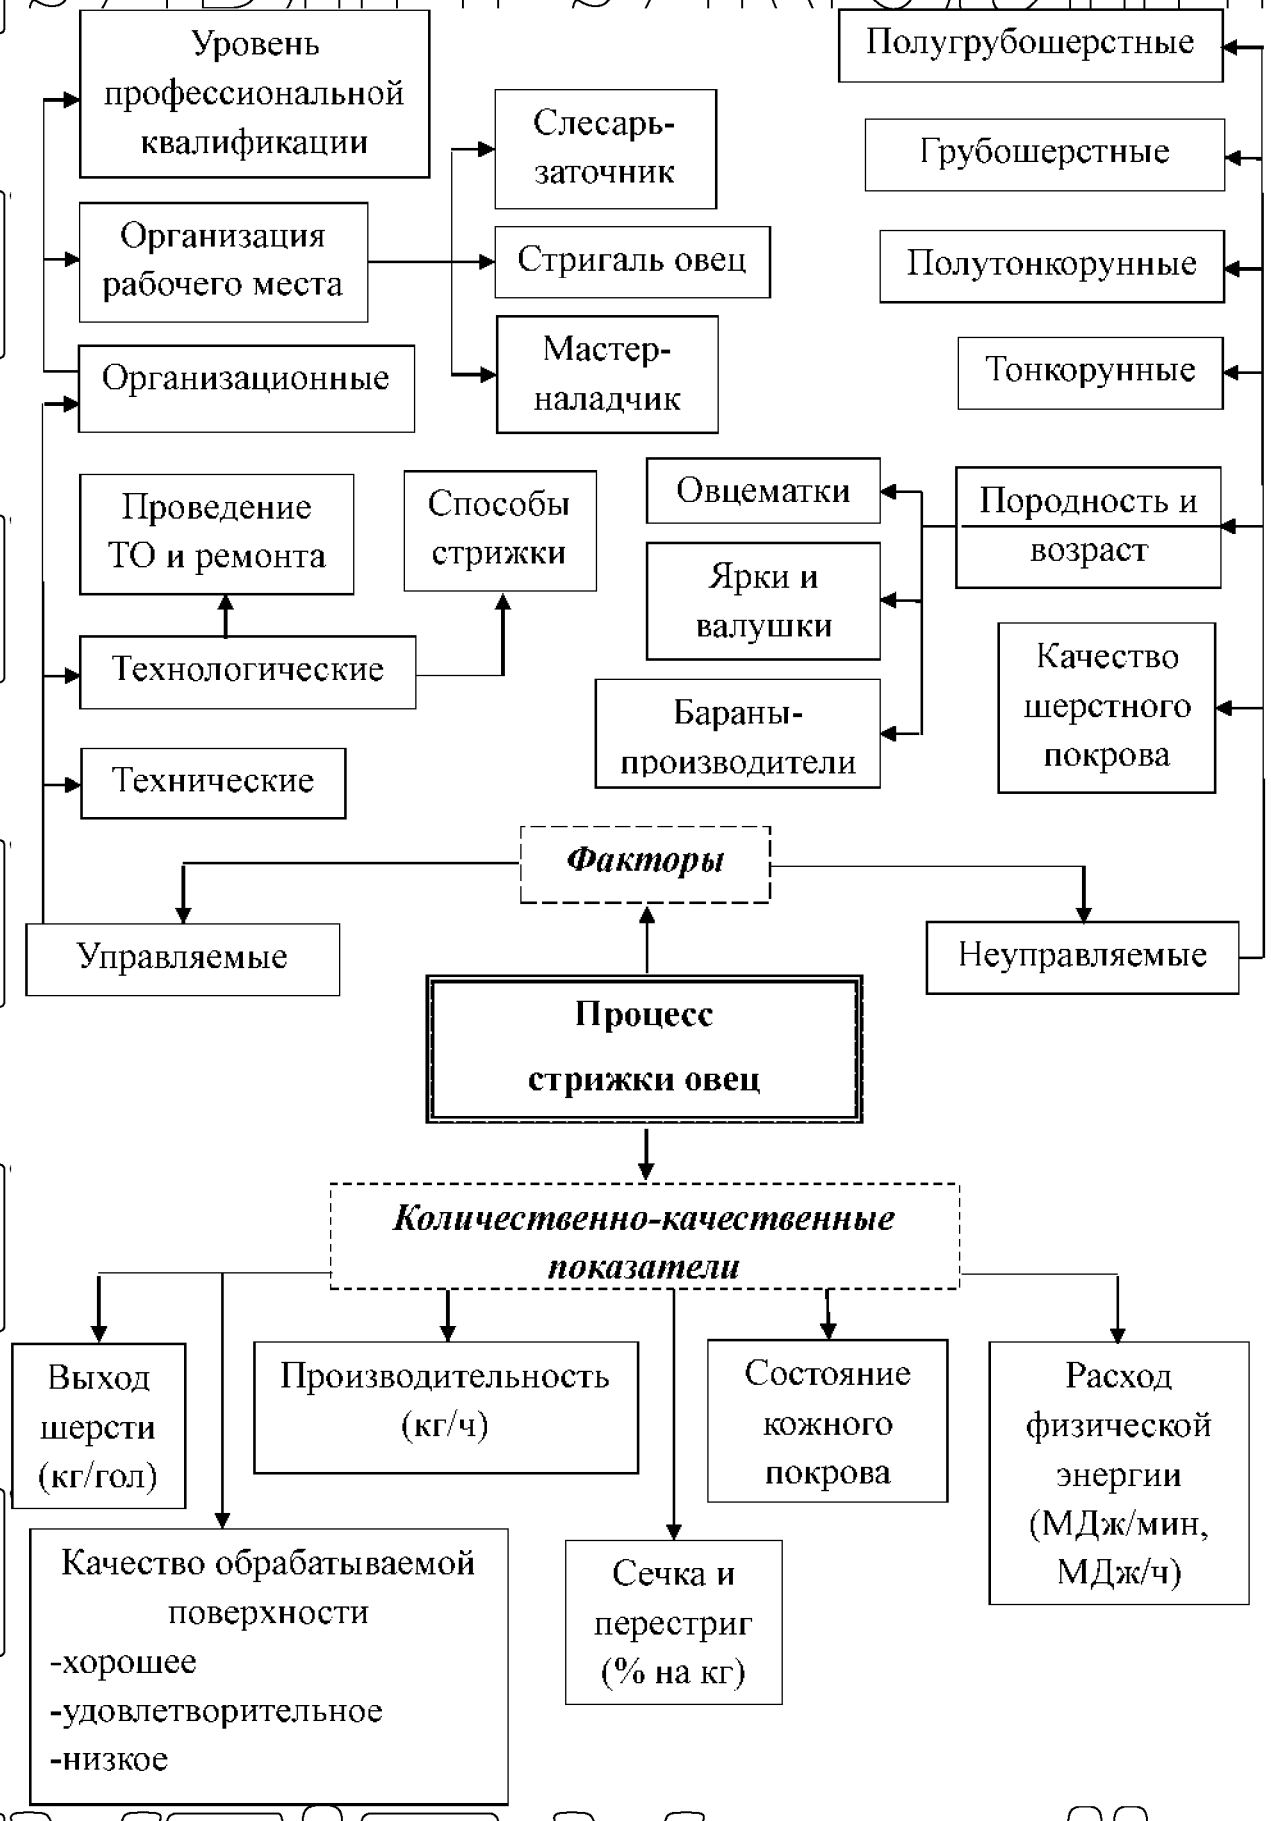 Уровень
профессиональной
квалификации
Полугрубошерстные
Слесарь-
заточник
Грубошерстные
Организация
рабочего места
Стригаль овец
Полутонкорунные
Мастер-
наладчик
Организационные
Тонкорунные
Проведение
ТО и ремонта
Способы
стрижки
Овцематки
Породность и
возраст
Ярки и
валушки
Технологические
Качество
шерстного
покрова
Бараны-
производители
Технические
Факторы
Управляемые
Неуправляемые
Процесс
стрижки овец
Количественно-качественные
показатели
Выход
шерсти
(кг/гол)
Производительность
(кг/ч)
Состояние
кожного
покрова
Расход
физической
энергии
(МДж/мин,
МДж/ч)
Качество обрабатываемой
поверхности
-хорошее
-удовлетворительное
-низкое
Сечка и
перестриг
(% на кг)